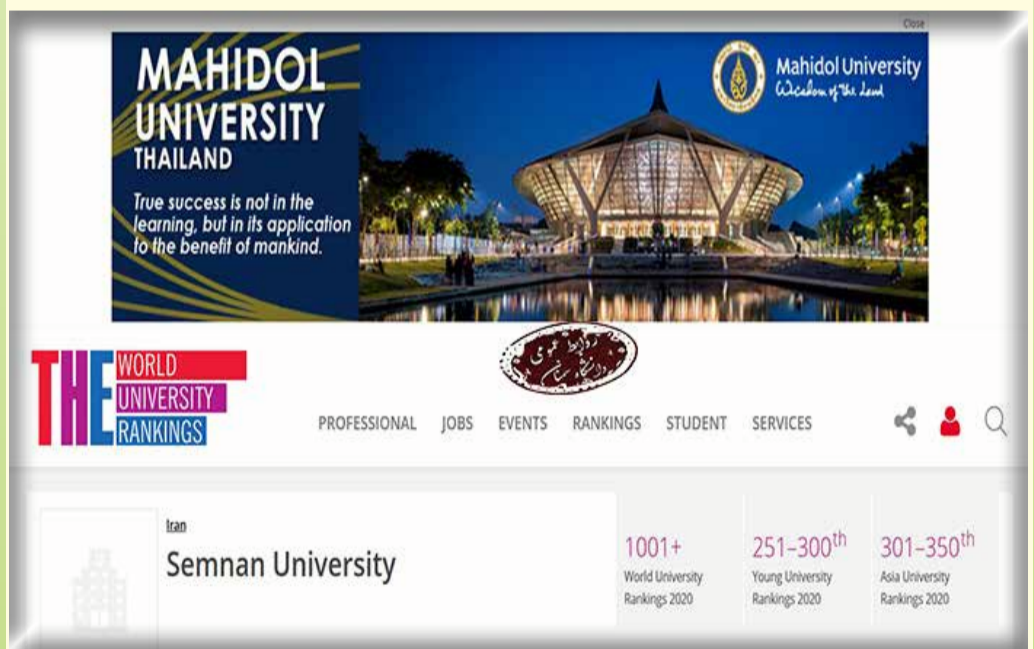 Close
MAHIDOL
UNIVERSITY
THAILAND
True success is not in the
learning, but in its application
to the benefit of mankind.
Mahidol University
Wisdom of the Land
روابط عمومی
دانشگاه سمنان
THE WORLD
UNIVERSITY
RANKINGS
PROFESSIONAL JOBS EVENTS RANKINGS STUDENT SERVICES
Iran
Semnan University
1001+
World University
Rankings 2020
251–300th
Young University
Rankings 2020
301–350th
Asia University
Rankings 2020